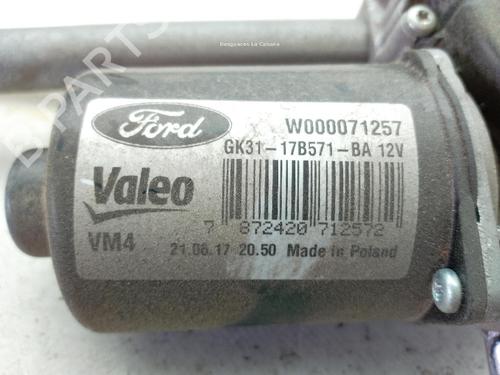 Desguaces La Cabaña
B-PARTS
Ford
W000071257
GK31-17B571-BA 12V
Valeo
7 872420 712572
VM4
21.06.17 20.50 Made in Poland